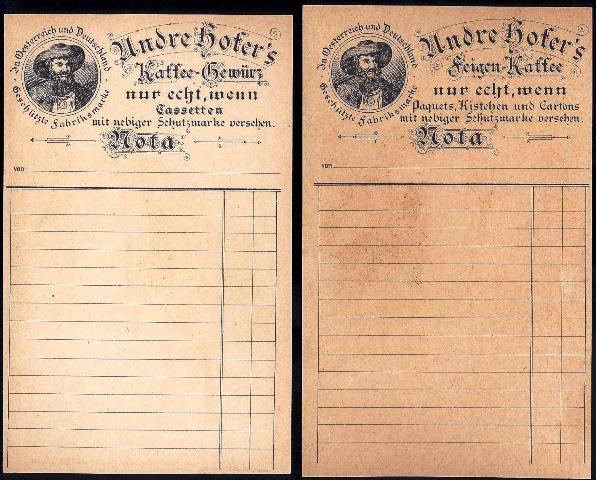 In Oesterreich und Deutschland
Geschützte Fabriksmarke
Andre Hofer's
Kaffee-Gewürz
nur echt, wenn
Cassetten
mit nebiger Schutzmarke versehen.
Nota
von
In Oesterreich und Deutschland
Geschützte Fabriksmarke
Andre Hofer's
Feigen-Kaffee
nur echt, wenn
Paquets, Kistchen und Cartons
mit nebiger Schutzmarke versehen.
Nota
von